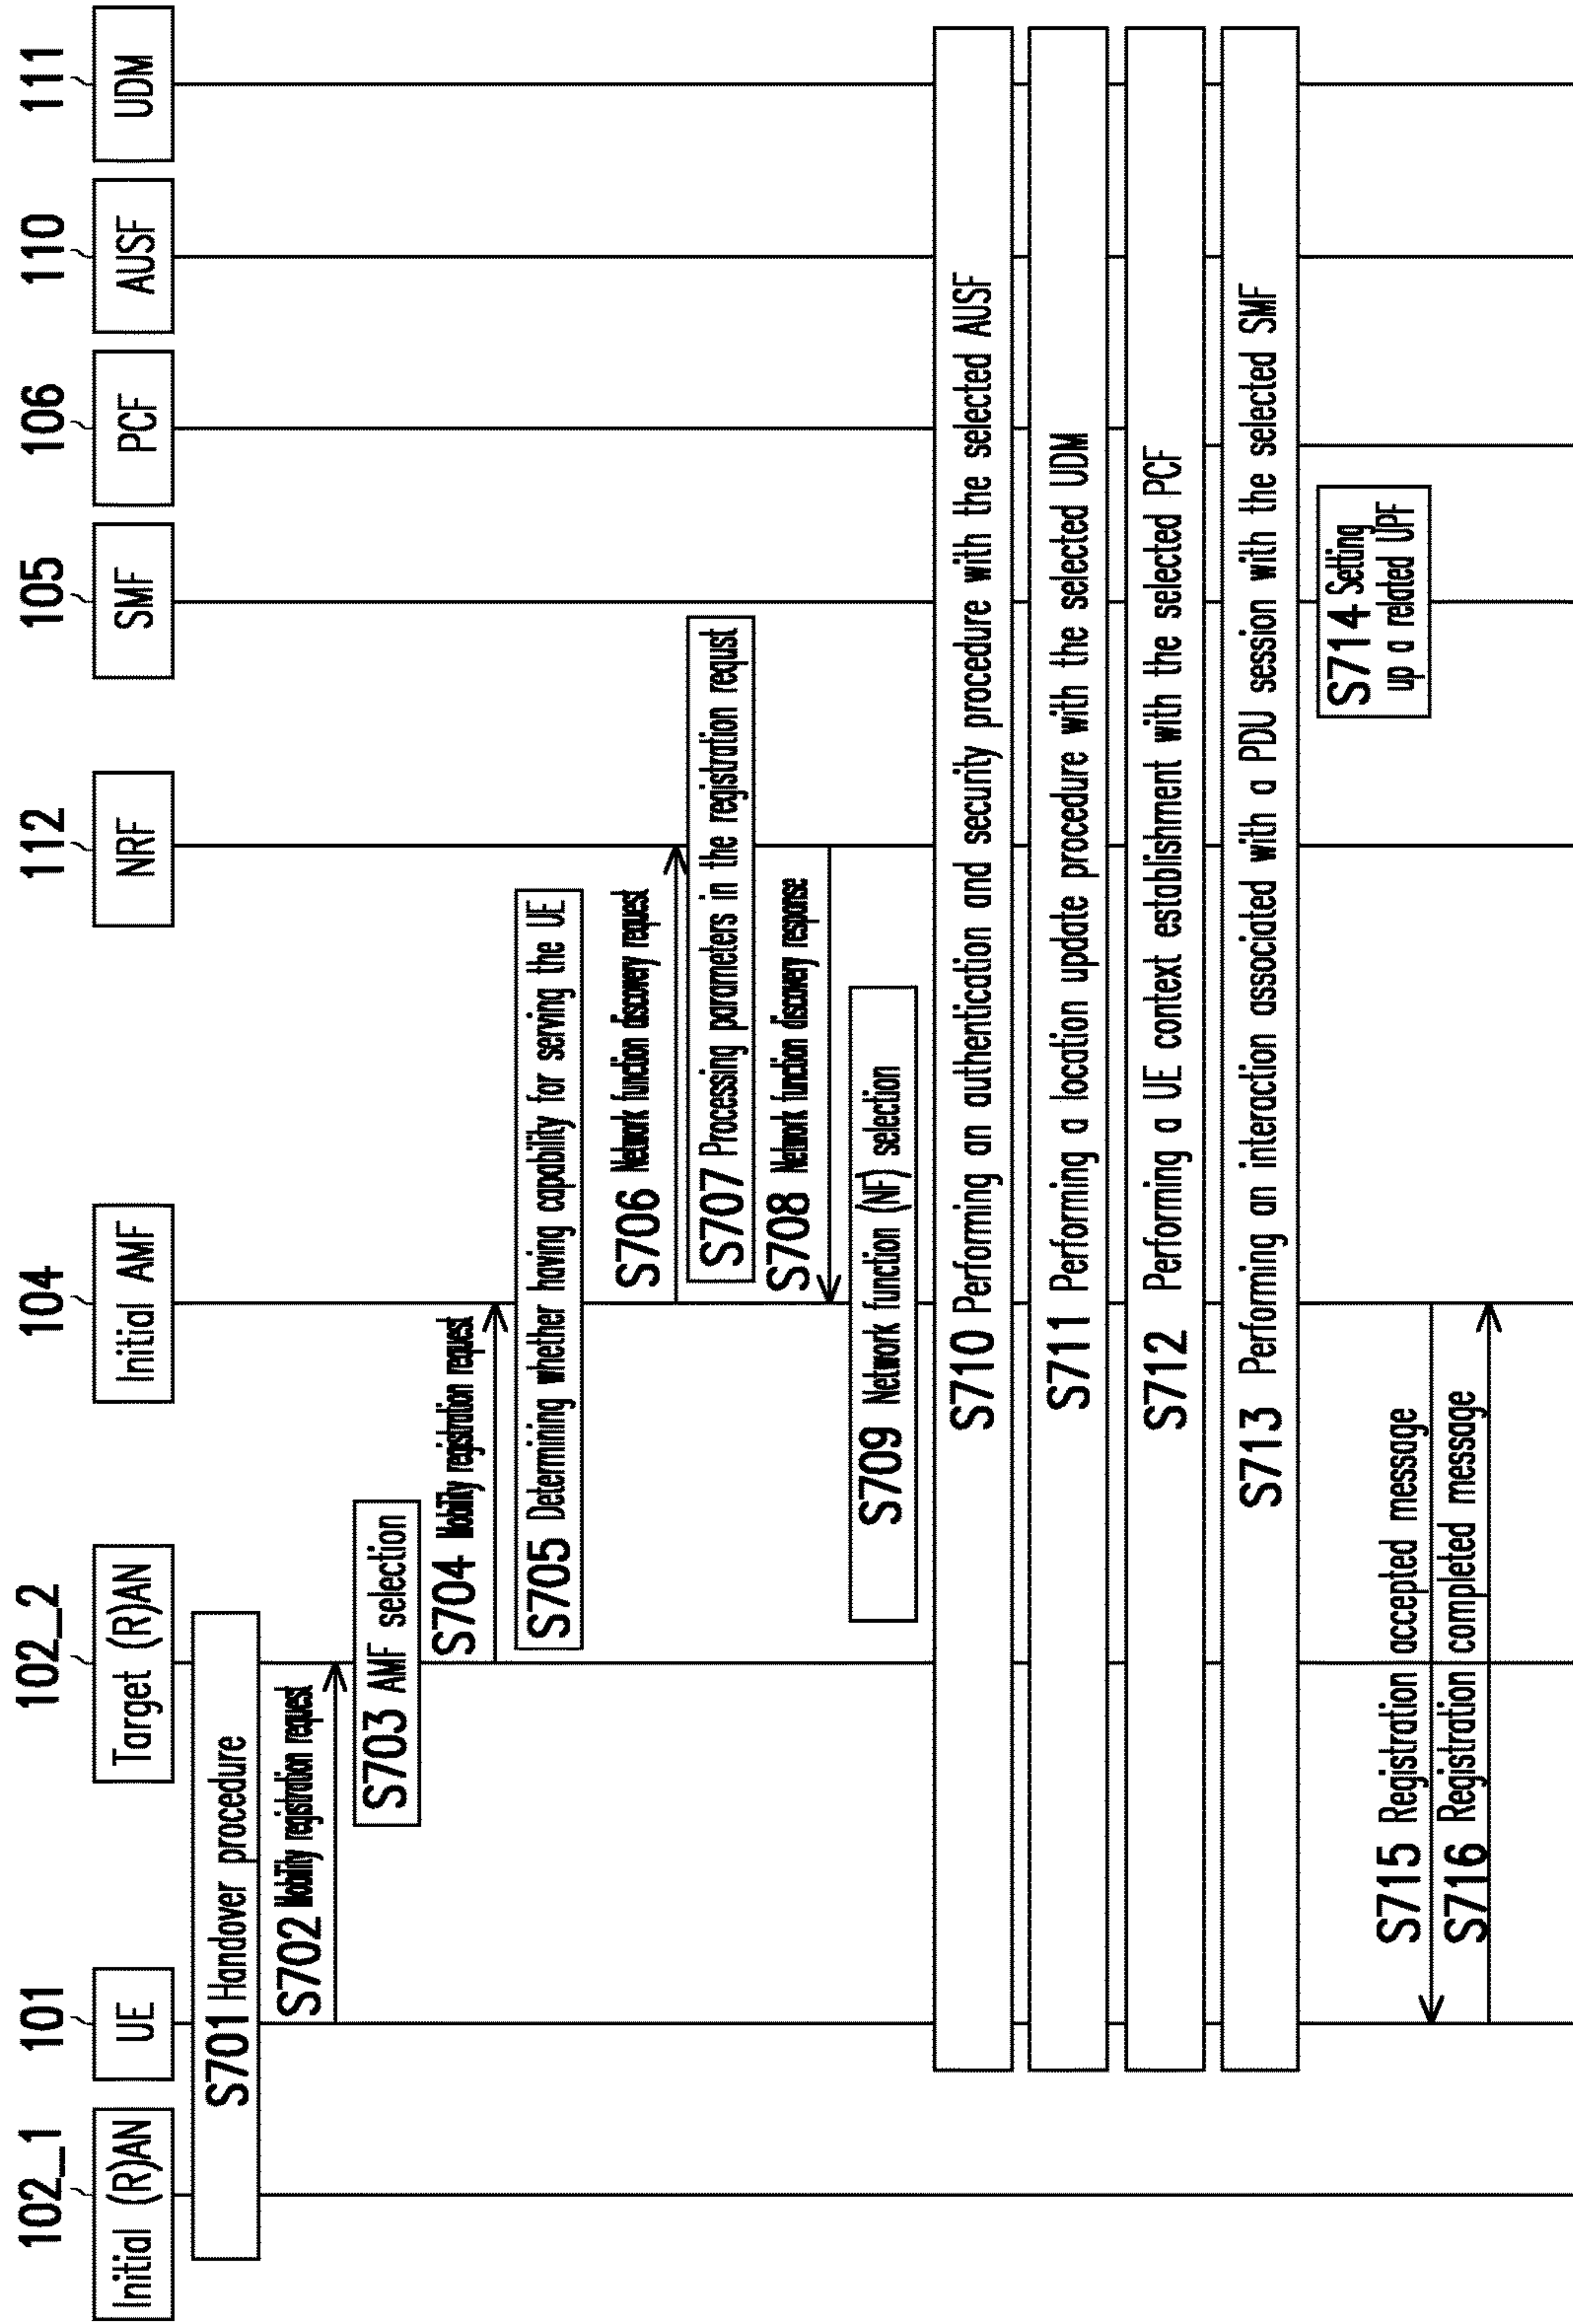 102_1
101
102_2
104
112
105
106
110
111
Initial (R)AN
UE
Target (R)AN
Initial AMF
NRF
SMF
PCF
AUSF
UDM
S701 Handover procedure
S702 Mobility registration request
S703 AMF selection
S704 Mobility registration request
S705 Determining whether having capability for serving the UE
S706 Network function discovery request
S707 Processing parameters in the registration requst
S708 Network function discovery response
S709 Network function (NF) selection
S710 Performing an authentication and security procedure with the selected AUSF
S711 Performing a location update procedure with the selected UDM
S712 Performing a UE context establishment with the selected PCF
S713 Performing an interaction associated with a PDU session with the selected SMF
S714 Setting
up a related UPF
S715 Registration accepted message
S716 Registration completed message